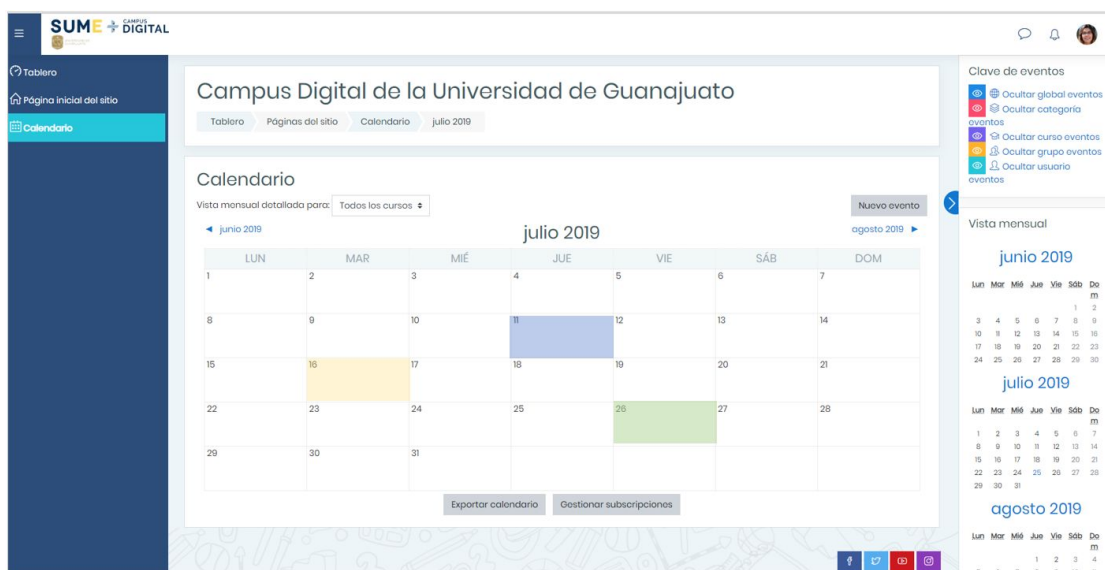 SUME + CAMPUS DIGITAL
Tablero
Página inicial del sitio
Calendario
Campus Digital de la Universidad de Guanajuato
Tablero Páginas del sitio Calendario julio 2019
Calendario
Vista mensual detallada para: Todos los cursos Nuevo evento
◄ junio 2019 julio 2019 agosto 2019 ►
LUN MAR MIÉ JUE VIE SÁB DOM
1 2 3 4 5 6 7
8 9 10 11 12 13 14
15 16 17 18 19 20 21
22 23 24 25 26 27 28
29 30 31
Exportar calendario Gestionar subscripciones
Clave de eventos
Ocultar global eventos
Ocultar categoría
eventos
Ocultar curso eventos
Ocultar grupo eventos
Ocultar usuario
eventos
Vista mensual
junio 2019
Lun Mar Mié Jue Vie Sáb Do
m
1 2
3 4 5 6 7 8 9
10 11 12 13 14 15 16
17 18 19 20 21 22 23
24 25 26 27 28 29 30
julio 2019
Lun Mar Mié Jue Vie Sáb Do
m
1 2 3 4 5 6 7
8 9 10 11 12 13 14
15 16 17 18 19 20 21
22 23 24 25 26 27 28
29 30 31
agosto 2019
Lun Mar Mié Jue Vie Sáb Do
m
1 2 3 4